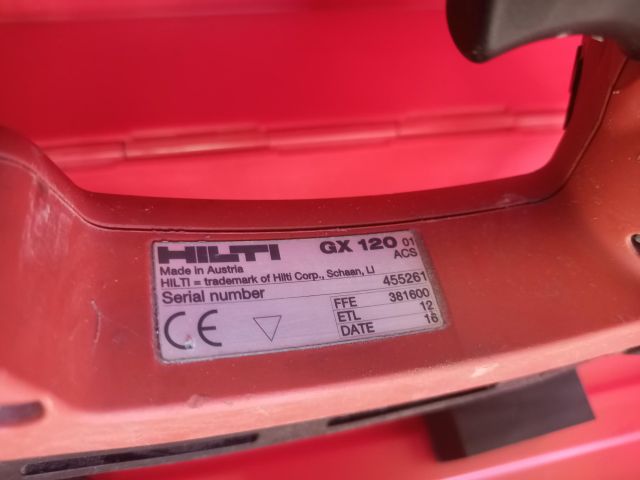 HILTI GX 120 01
ACS
Made in Austria
HILTI = trademark of Hilti Corp., Schaan, LI
Serial number 455261
FFE 381600
ETL 12
DATE 16
CE